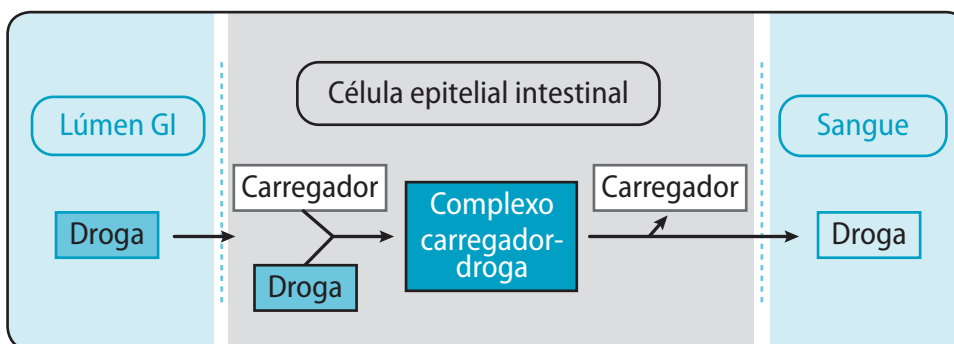 Célula epitelial intestinal
Lúmen GI
Sangue
Carregador
Carregador
Complexo
carregador-
droga
Droga
Droga
Droga